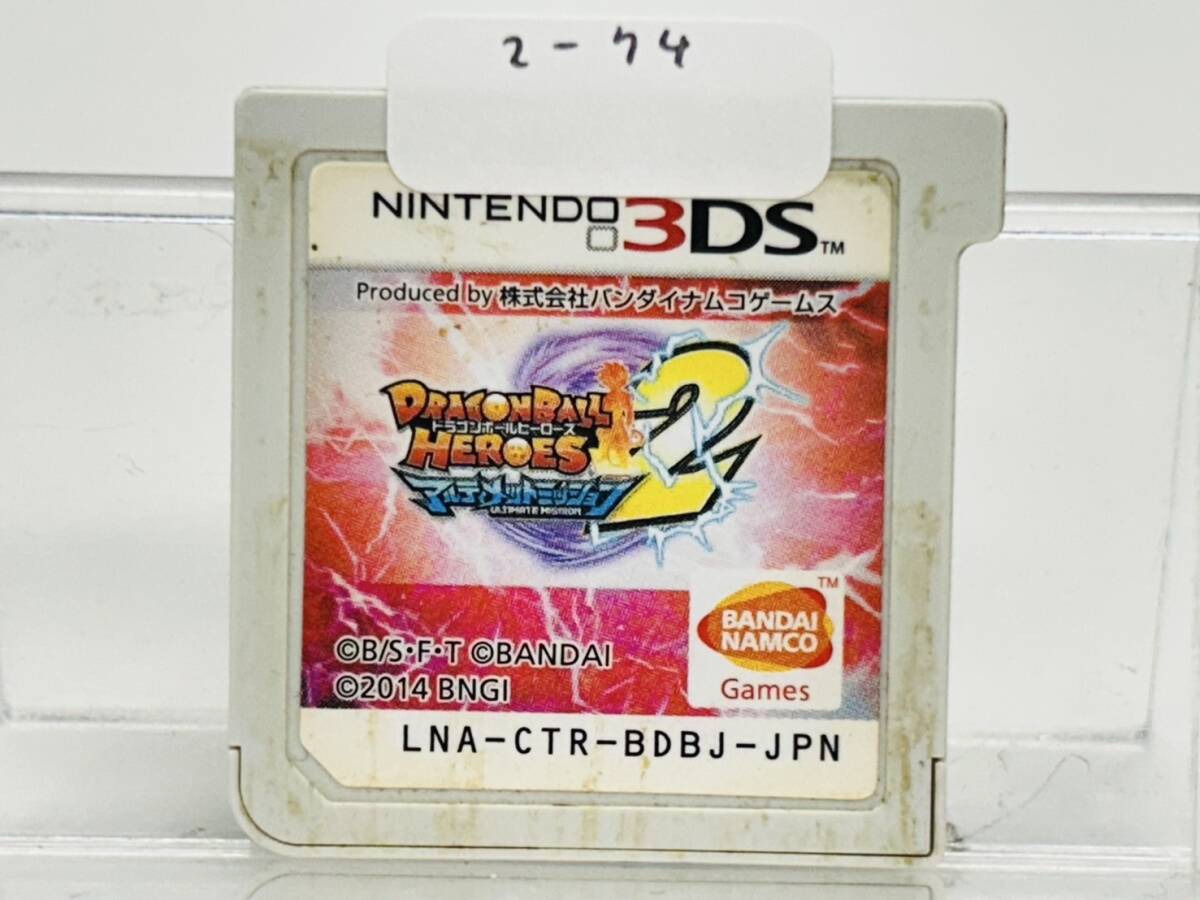 2-74
NINTENDO 3DS™
Produced by 株式会社バンダイナムコゲームス
DRAGON BALL
ドラゴンボールヒーローズ
HEROES
アルティメットミッション 2
ULTIMATE MISSION
©B/S・F・T ©BANDAI
©2014 BNGI
BANDAI
NAMCO
TM
Games
LNA-CTR-BDBJ-JPN